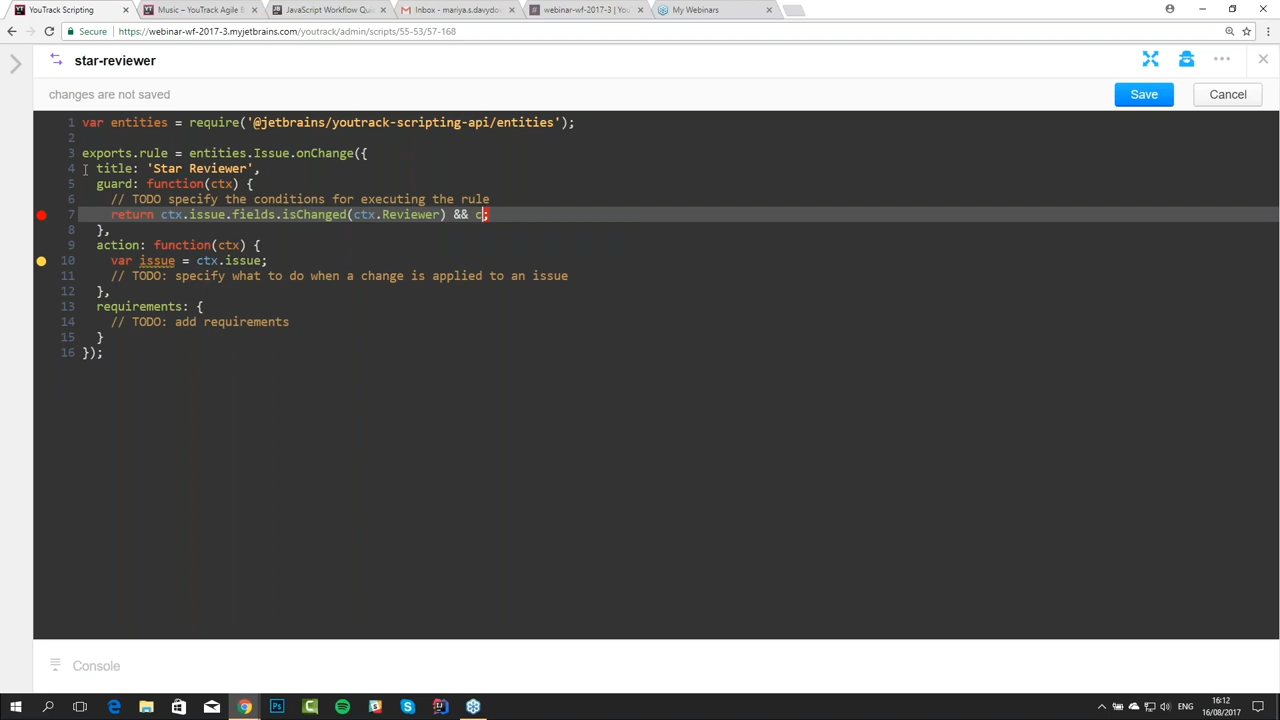 YouTrack Scripting
Music – YouTrack Agile B
JavaScript Workflow Quic
Inbox - mariya.s.davydov
webinar-wf-2017-3 | You
My Webinars
Secure https://webinar-wf-2017-3.myjetbrains.com/youtrack/admin/scripts/55-53/57-168
star-reviewer
changes are not saved
Save
Cancel
1 var entities = require('@jetbrains/youtrack-scripting-api/entities');
2
3 exports.rule = entities.Issue.onChange({
4 title: 'Star Reviewer',
5 guard: function(ctx) {
6 // TODO specify the conditions for executing the rule
7 return ctx.issue.fields.isChanged(ctx.Reviewer) && c;
8 },
9 action: function(ctx) {
10 var issue = ctx.issue;
11 // TODO: specify what to do when a change is applied to an issue
12 },
13 requirements: {
14 // TODO: add requirements
15 }
16 });
Console
ENG
16:12
16/08/2017